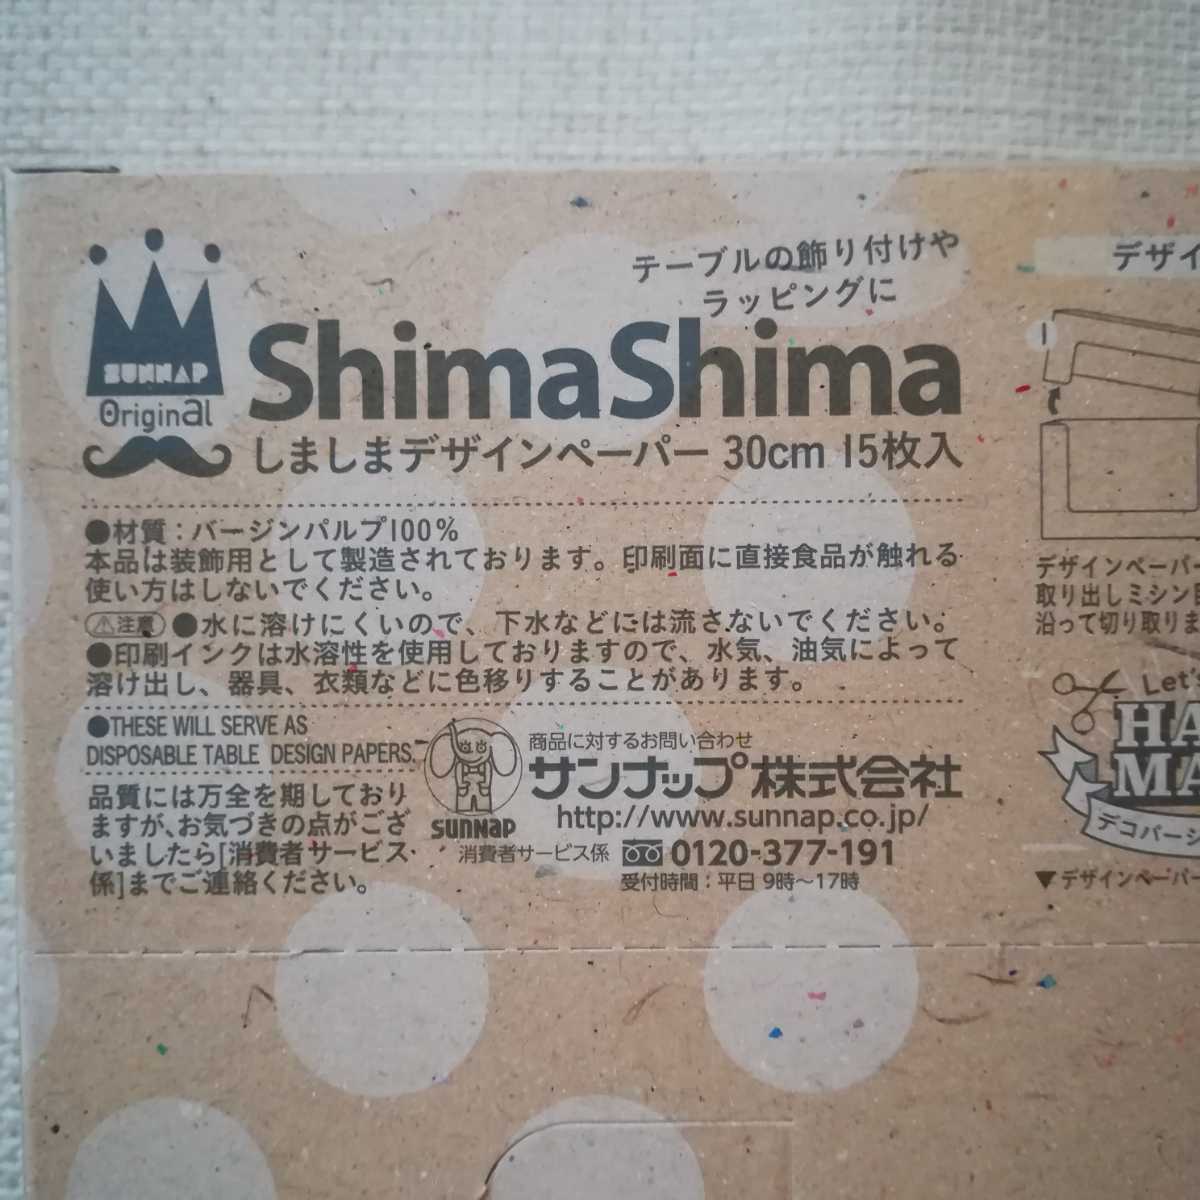 テーブルの飾り付けや
ラッピングに
SUNNAP
Original
ShimaShima
しましまデザインペーパー 30cm 15枚入
●材質：バージンパルプ100%
本品は装飾用として製造されております。印刷面に直接食品が触れる
使い方はしないでください。
⚠注意 ●水に溶けにくいので、下水などには流さないでください。
●印刷インクは水溶性を使用しておりますので、水気、油気によって
溶け出し、器具、衣類などに色移りすることがあります。
●THESE WILL SERVE AS
DISPOSABLE TABLE DESIGN PAPERS.
品質には万全を期しており
ますが、お気づきの点がござ
いましたら[消費者サービス
係]までご連絡ください。
SUNNAP
商品に対するお問い合わせ
サンナップ株式会社
http://www.sunnap.co.jp/
消費者サービス係 0120-377-191
受付時間：平日 9時～17時
デザイ
1
デザインペーパー
取り出しミシン目
沿って切り取りま
Let's
HA
MA
デコバージ
▼デザインペーパー